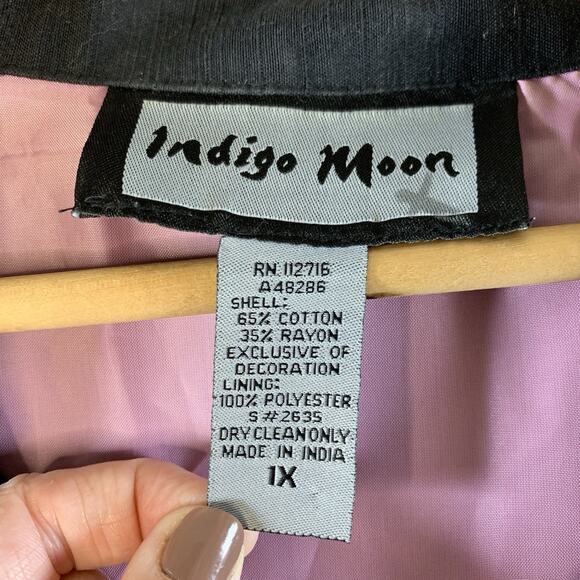 Indigo Moon
RN 112716
A48286
SHELL:
65% COTTON
35% RAYON
EXCLUSIVE OF
DECORATION
LINING:
100% POLYESTER
S #2635
DRY CLEAN ONLY
MADE IN INDIA
1X